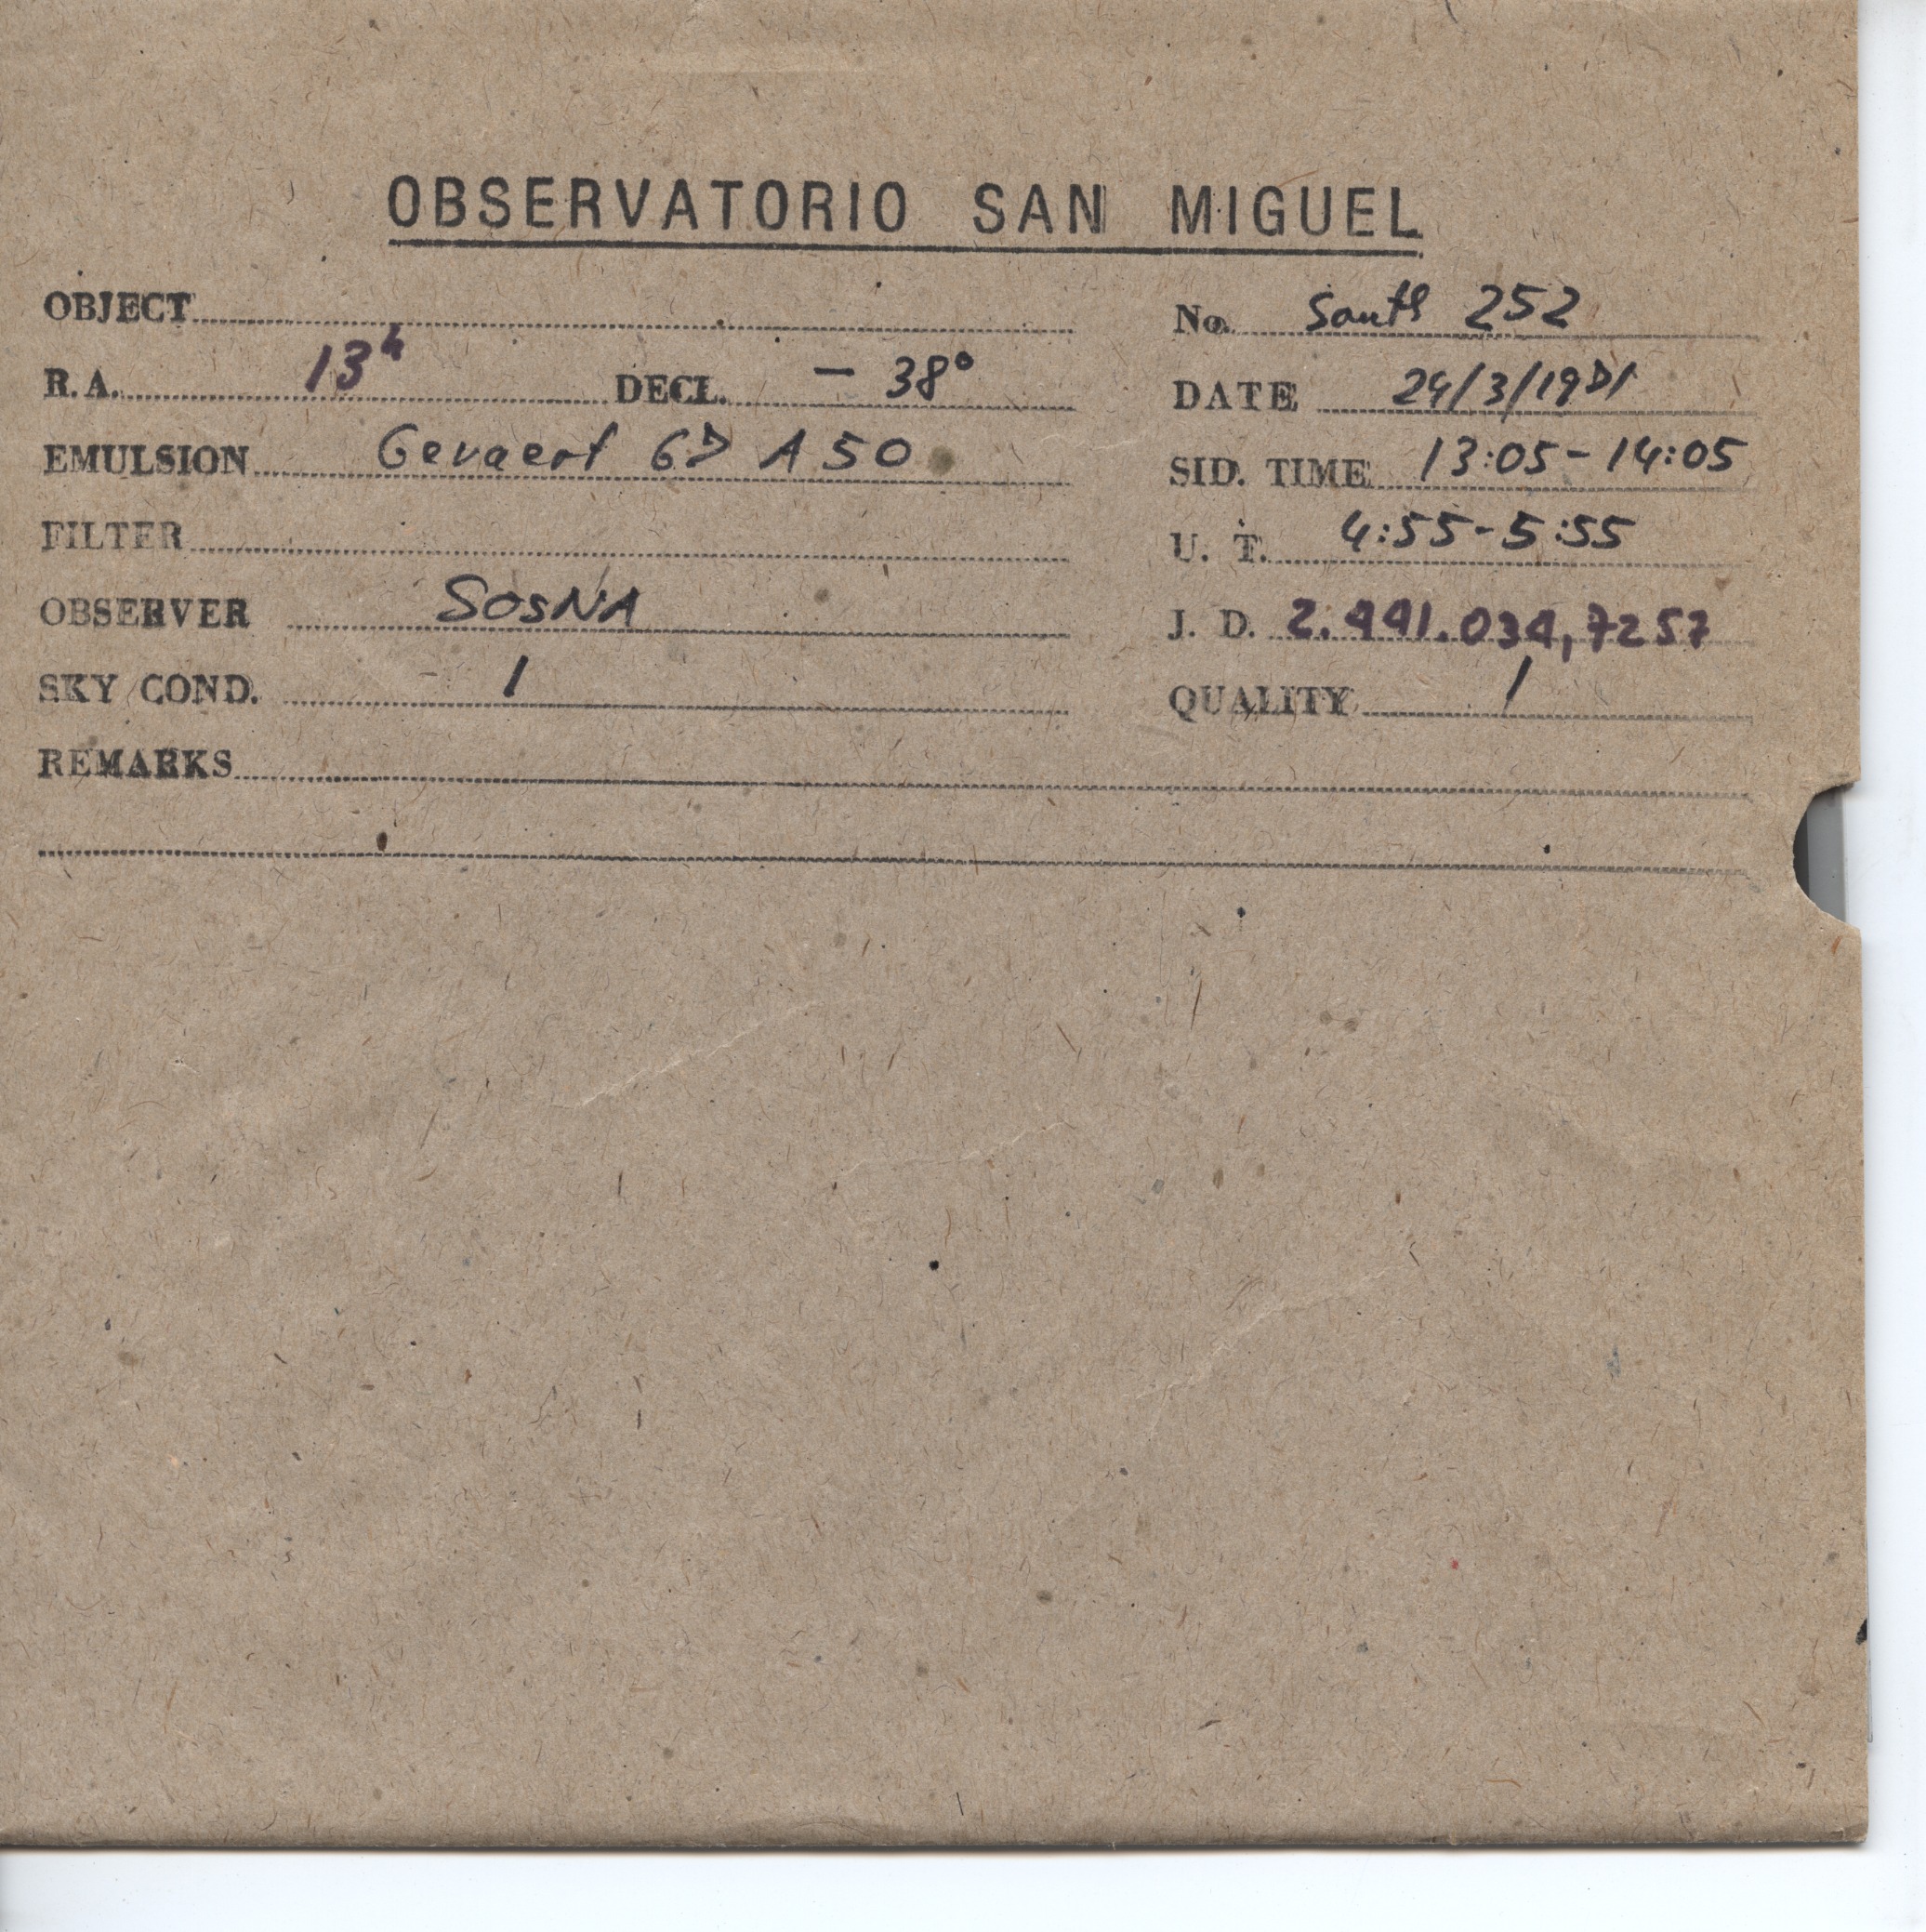 OBSERVATORIO SAN MIGUEL
OBJECT
No. South 252
R.A. 13h DECL. - 38°
DATE 24/3/1971
EMULSION Gevaert 67 A 50
SID. TIME 13:05-14:05
FILTER
U. T. 4:55-5:55
OBSERVER SOSNA
J. D. 2.441.034,7257
SKY COND. 1
QUALITY 1
REMARKS